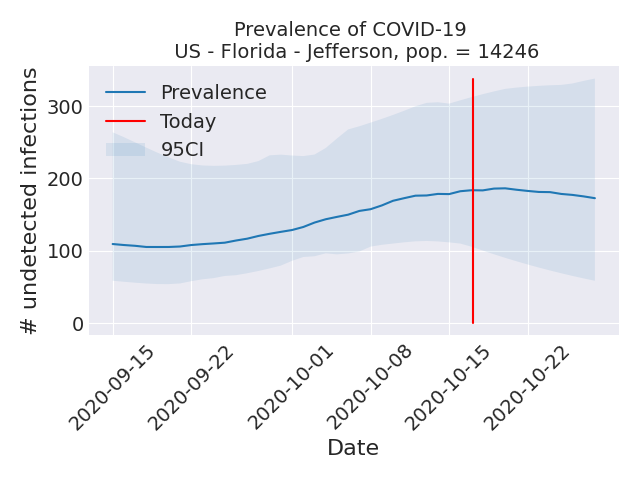 Prevalence of COVID-19
US - Florida - Jefferson, pop. = 14246
# undetected infections
300
200
100
0
Prevalence
Today
95CI
2020-09-15
2020-09-22
2020-10-01
2020-10-08
2020-10-15
2020-10-22
Date